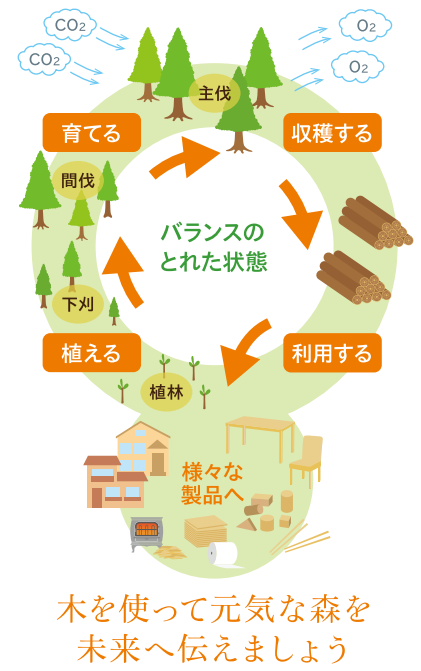 CO2
CO2
O2
O2
主伐
育てる
収穫する
間伐
バランスの
とれた状態
下刈
植える
利用する
植林
様々な
製品へ
木を使って元気な森を
未来へ伝えましょう